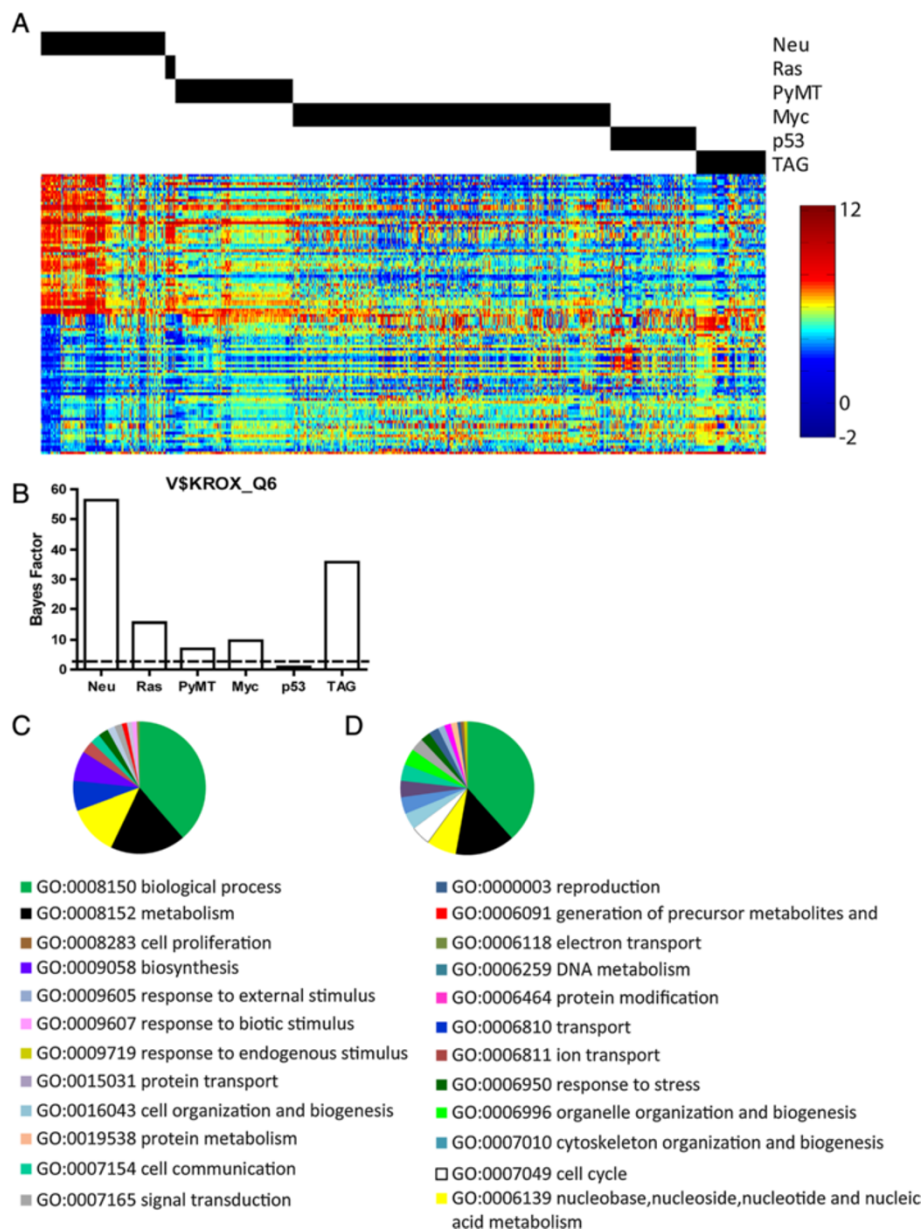 A
Neu
Ras
PyMT
Myc
p53
TAG
12
0
-2
B
V$KROX_Q6
60
50
40
30
20
10
0
Bayes Factor
Neu Ras PyMT Myc p53 TAG
C
D
GO:0008150 biological process
GO:0008152 metabolism
GO:0008283 cell proliferation
GO:0009058 biosynthesis
GO:0009605 response to external stimulus
GO:0009607 response to biotic stimulus
GO:0009719 response to endogenous stimulus
GO:0015031 protein transport
GO:0016043 cell organization and biogenesis
GO:0019538 protein metabolism
GO:0007154 cell communication
GO:0007165 signal transduction
GO:0000003 reproduction
GO:0006091 generation of precursor metabolites and
GO:0006118 electron transport
GO:0006259 DNA metabolism
GO:0006464 protein modification
GO:0006810 transport
GO:0006811 ion transport
GO:0006950 response to stress
GO:0006996 organelle organization and biogenesis
GO:0007010 cytoskeleton organization and biogenesis
GO:0007049 cell cycle
GO:0006139 nucleobase,nucleoside,nucleotide and nucleic
acid metabolism